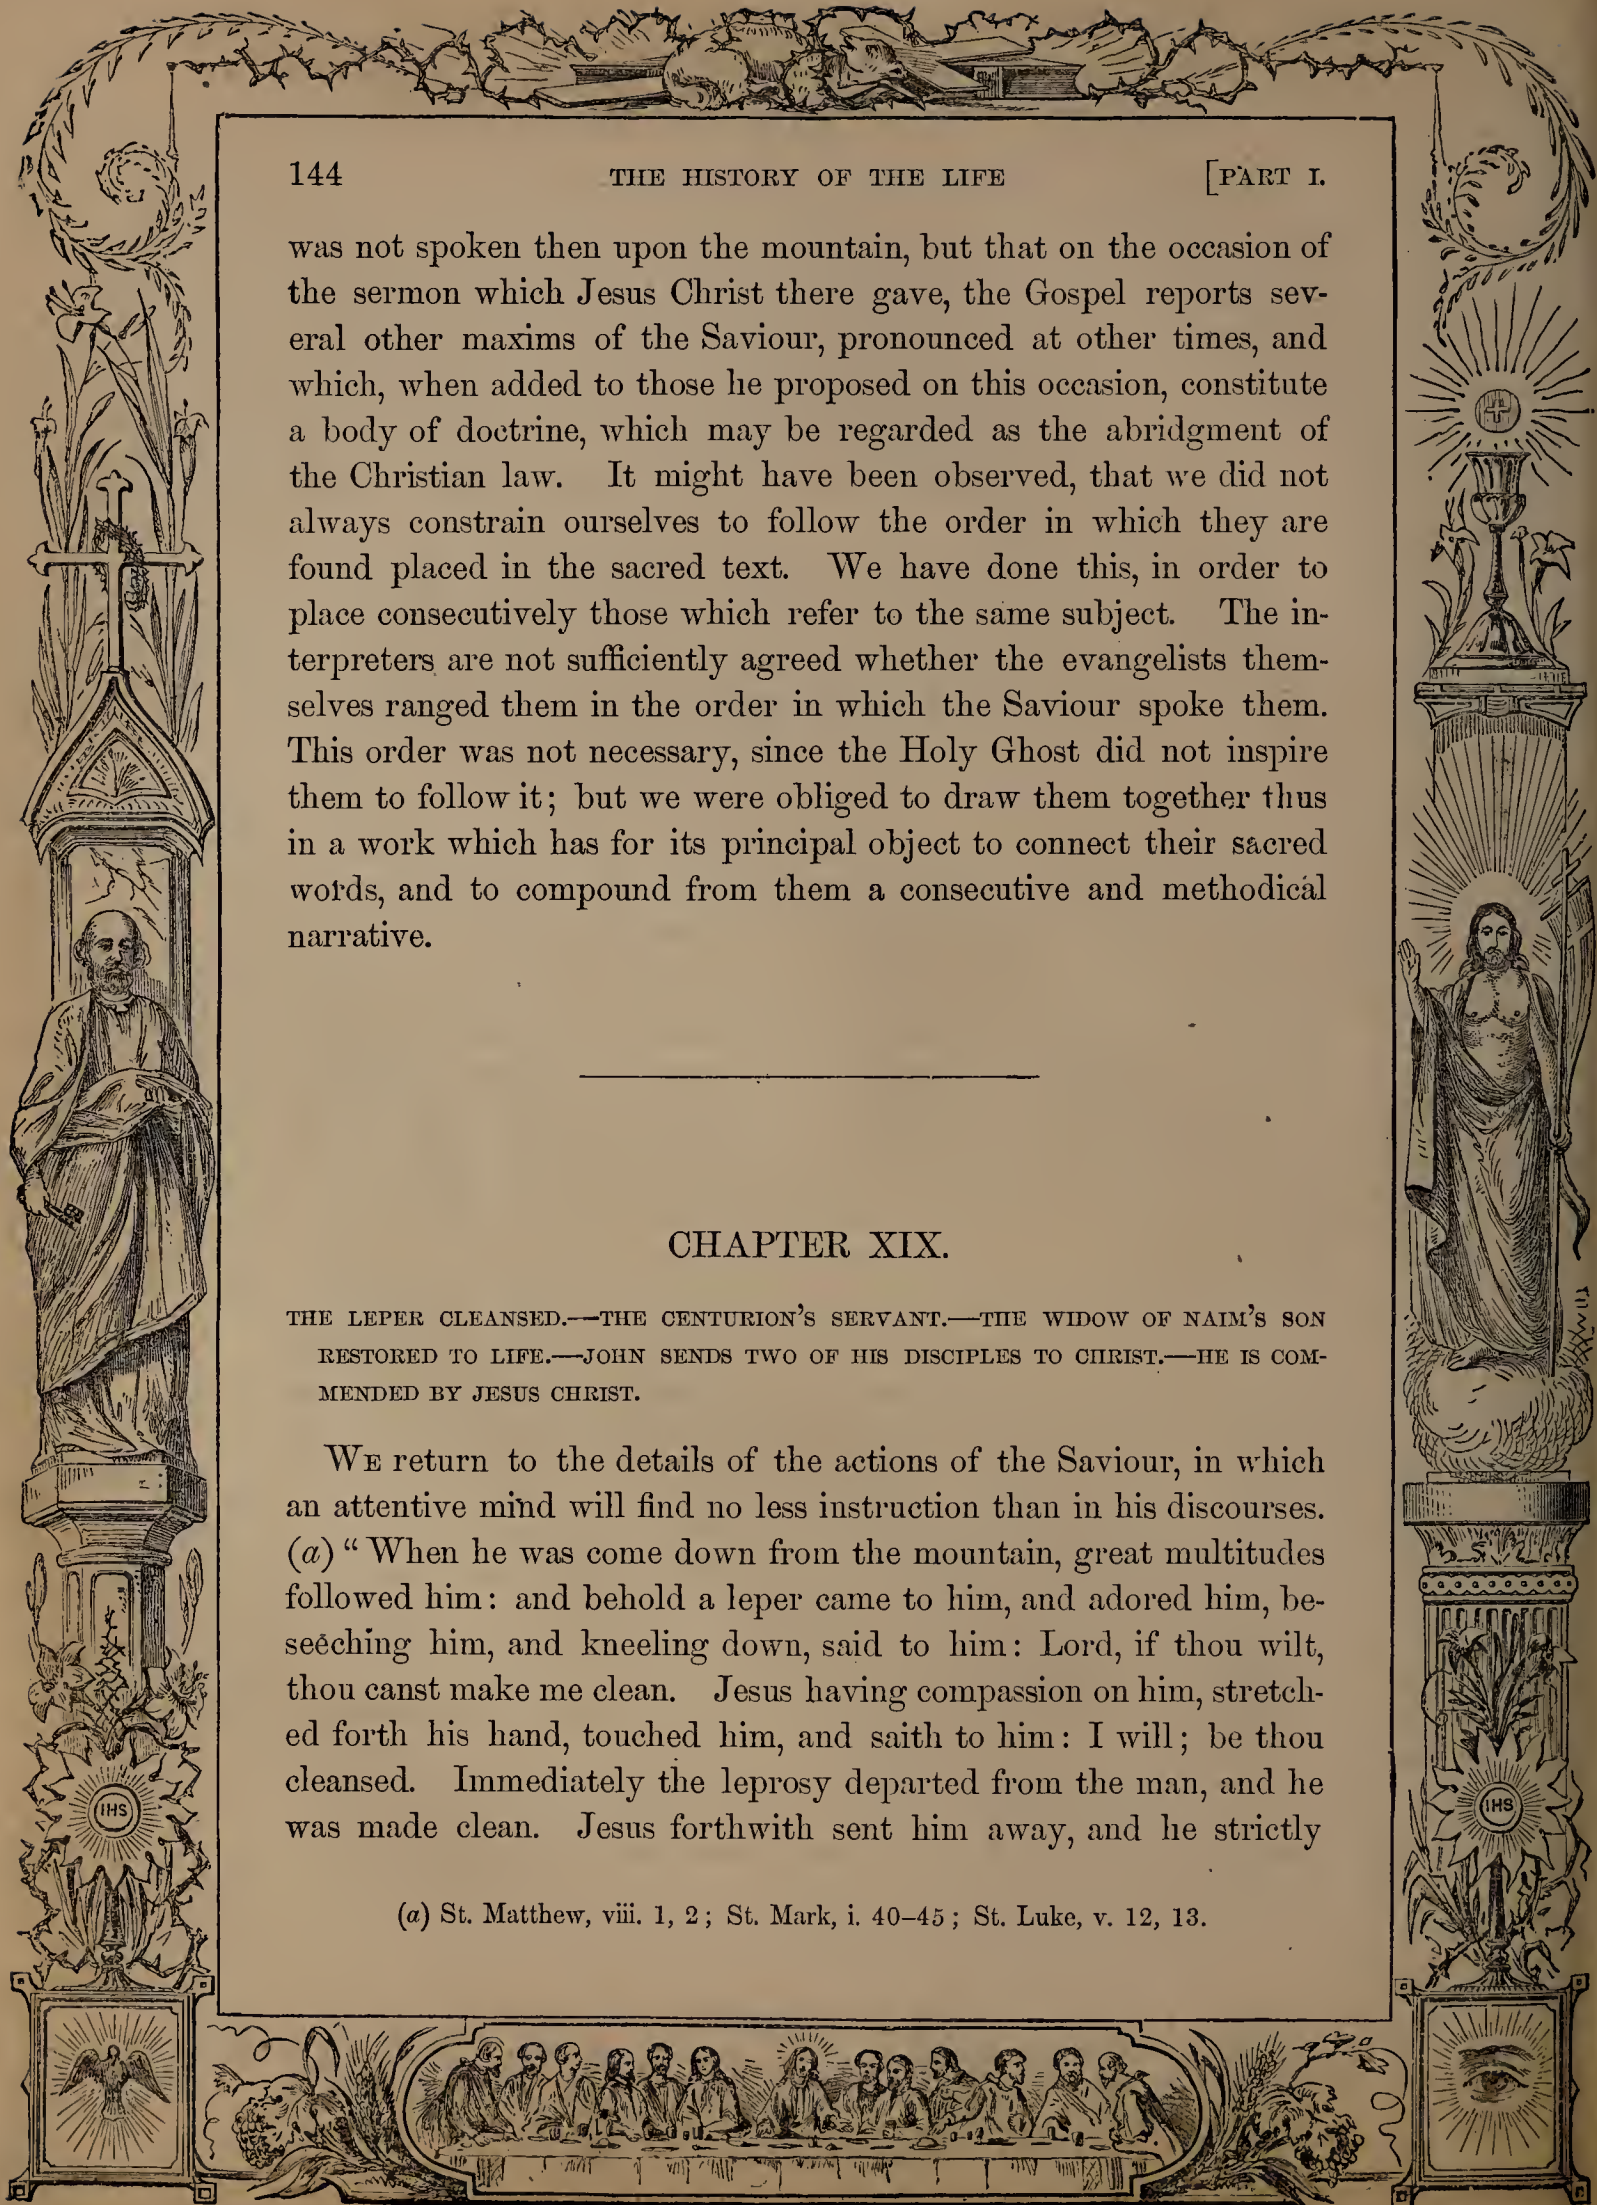 144 THE HISTORY OF THE LIFE [PART I.
was not spoken then upon the mountain, but that on the occasion of
the sermon which Jesus Christ there gave, the Gospel reports sev-
eral other maxims of the Saviour, pronounced at other times, and
which, when added to those he proposed on this occasion, constitute
a body of doctrine, which may be regarded as the abridgment of
the Christian law. It might have been observed, that we did not
always constrain ourselves to follow the order in which they are
found placed in the sacred text. We have done this, in order to
place consecutively those which refer to the same subject. The in-
terpreters are not sufficiently agreed whether the evangelists them-
selves ranged them in the order in which the Saviour spoke them.
This order was not necessary, since the Holy Ghost did not inspire
them to follow it; but we were obliged to draw them together thus
in a work which has for its principal object to connect their sacred
words, and to compound from them a consecutive and methodical
narrative.
CHAPTER XIX.
THE LEPER CLEANSED.—THE CENTURION'S SERVANT.—THE WIDOW OF NAIM'S SON
RESTORED TO LIFE.—JOHN SENDS TWO OF HIS DISCIPLES TO CHRIST.—HE IS COM-
MENDED BY JESUS CHRIST.
WE return to the details of the actions of the Saviour, in which
an attentive mind will find no less instruction than in his discourses.
(a) "When he was come down from the mountain, great multitudes
followed him: and behold a leper came to him, and adored him, be-
seeching him, and kneeling down, said to him: Lord, if thou wilt,
thou canst make me clean. Jesus having compassion on him, stretch-
ed forth his hand, touched him, and saith to him: I will; be thou
cleansed. Immediately the leprosy departed from the man, and he
was made clean. Jesus forthwith sent him away, and he strictly
(a) St. Matthew, viii. 1, 2; St. Mark, i. 40–45; St. Luke, v. 12, 13.
IHS
IHS